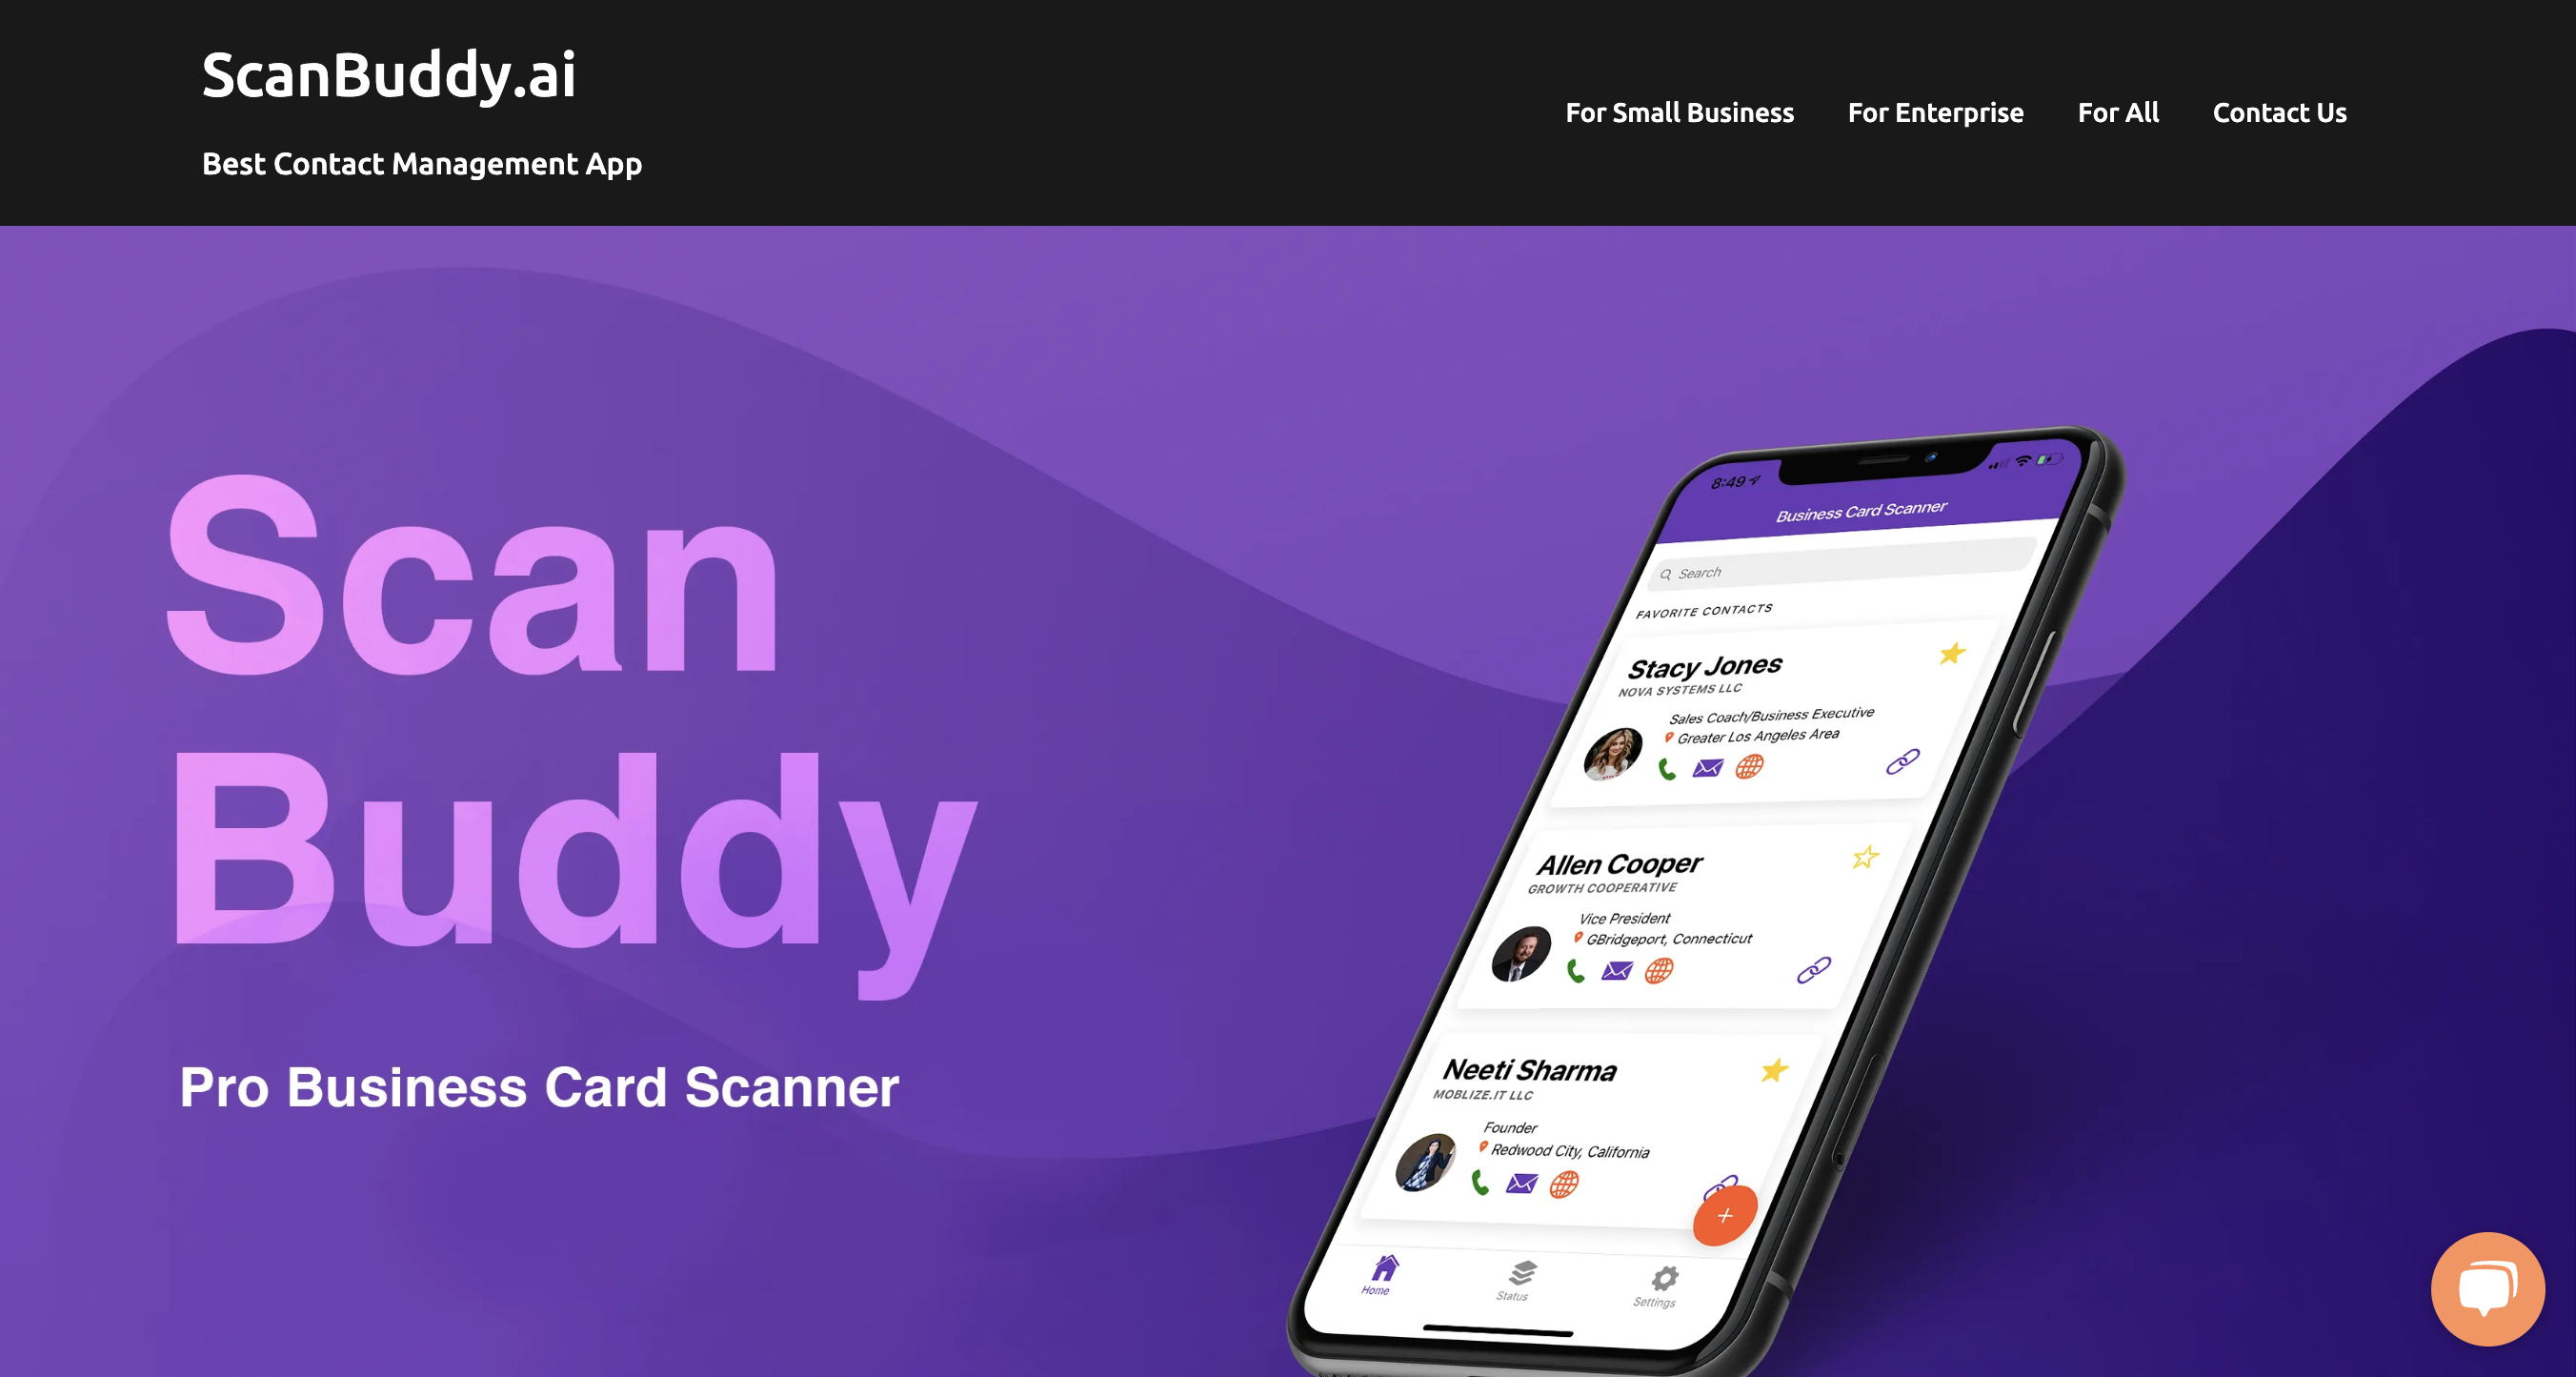 ScanBuddy.ai
Best Contact Management App
For Small Business For Enterprise For All Contact Us
Scan
Buddy
Pro Business Card Scanner
8:49
Business Card Scanner
Search
FAVORITE CONTACTS
Stacy Jones
NOVA SYSTEMS LLC
Sales Coach/Business Executive
Greater Los Angeles Area
Allen Cooper
GROWTH COOPERATIVE
Vice President
GBridgeport, Connecticut
Neeti Sharma
MOBLIZE.IT LLC
Founder
Redwood City, California
+
Home Status Settings